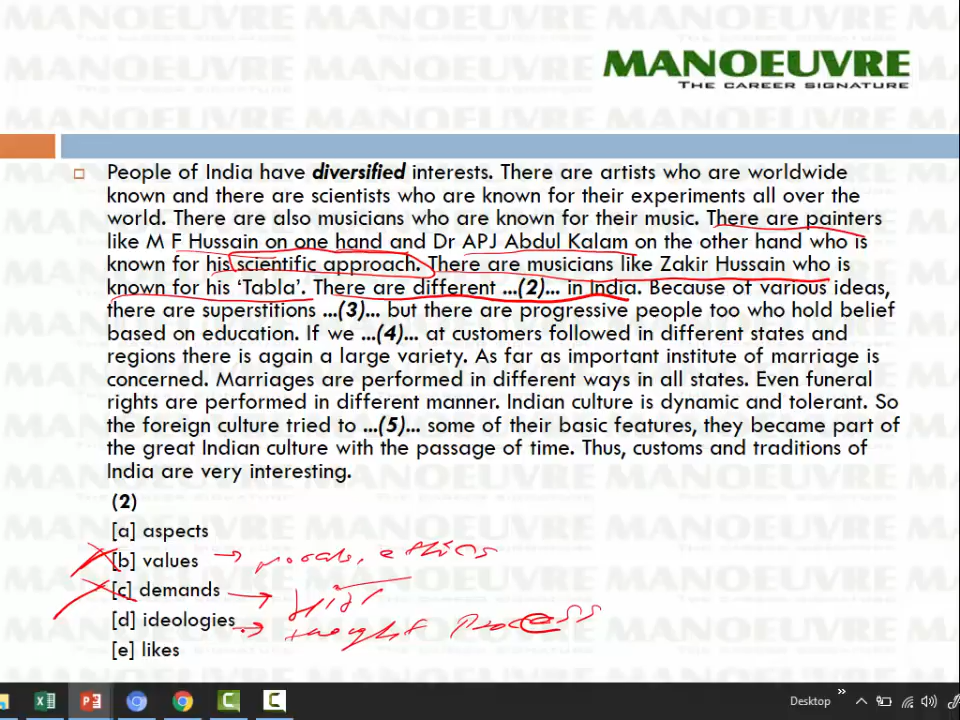 MANOEUVRE
THE CAREER SIGNATURE
People of India have diversified interests. There are artists who are worldwide
known and there are scientists who are known for their experiments all over the
world. There are also musicians who are known for their music. There are painters
like M F Hussain on one hand and Dr APJ Abdul Kalam on the other hand who is
known for his scientific approach. There are musicians like Zakir Hussain who is
known for his ‘Tabla’. There are different ...(2)... in India. Because of various ideas,
there are superstitions ...(3)... but there are progressive people too who hold belief
based on education. If we ...(4)... at customers followed in different states and
regions there is again a large variety. As far as important institute of marriage is
concerned. Marriages are performed in different ways in all states. Even funeral
rights are performed in different manner. Indian culture is dynamic and tolerant. So
the foreign culture tried to ...(5)... some of their basic features, they became part of
the great Indian culture with the passage of time. Thus, customs and traditions of
India are very interesting.
(2)
[a] aspects
[b] values → morals, ethics
[c] demands →
[d] ideologies → thought process
[e] likes
Desktop